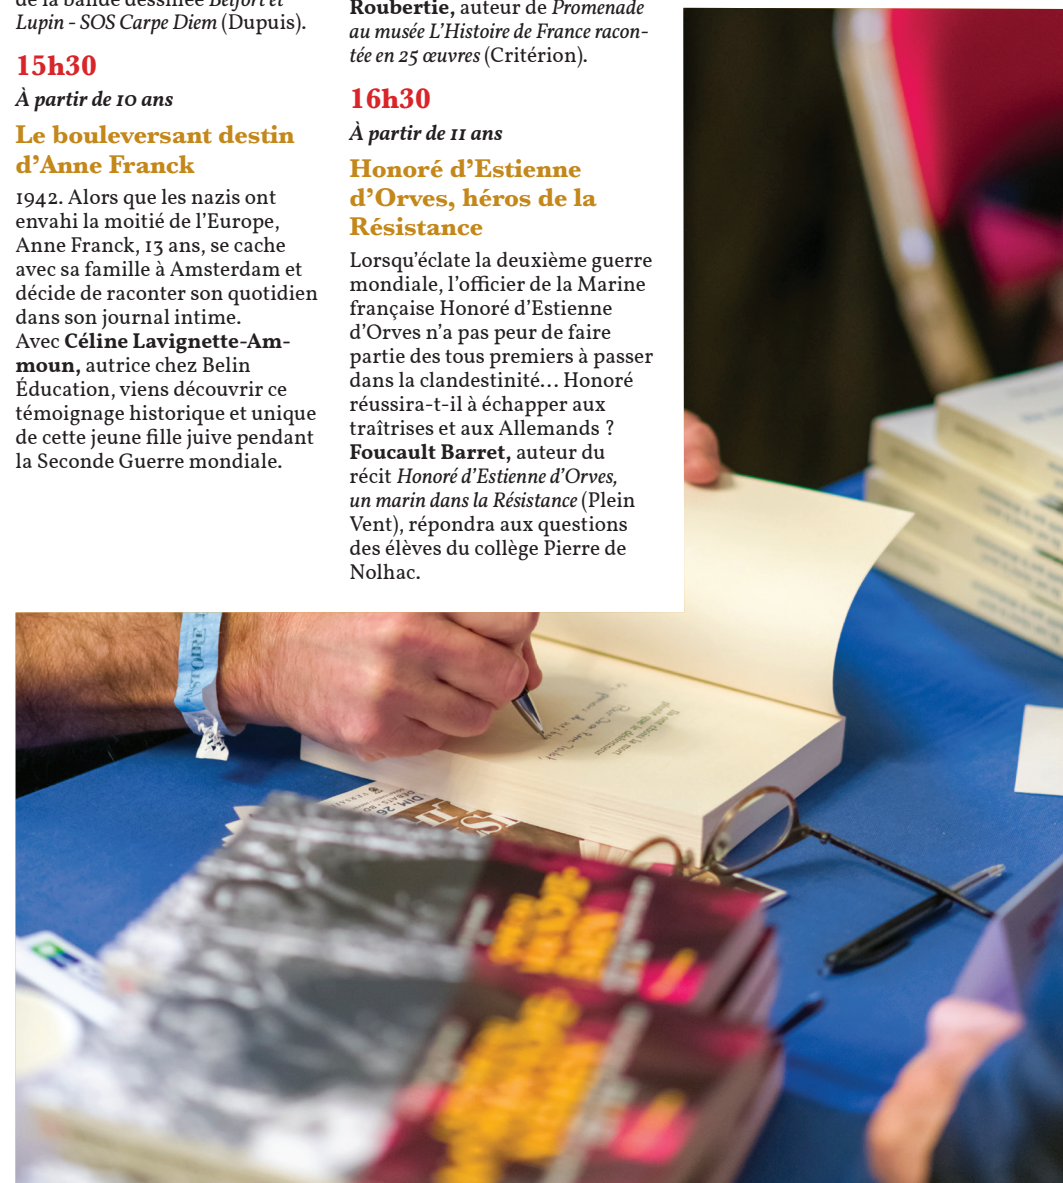 de la bande dessinée Belfort et
Lupin - SOS Carpe Diem (Dupuis).
15h30
À partir de 10 ans
Le bouleversant destin
d’Anne Franck
1942. Alors que les nazis ont
envahi la moitié de l’Europe,
Anne Franck, 13 ans, se cache
avec sa famille à Amsterdam et
décide de raconter son quotidien
dans son journal intime.
Avec Céline Lavignette-Am-
moun, autrice chez Belin
Éducation, viens découvrir ce
témoignage historique et unique
de cette jeune fille juive pendant
la Seconde Guerre mondiale.
Roubertie, auteur de Promenade
au musée L’Histoire de France racon-
tée en 25 œuvres (Critérion).
16h30
À partir de 11 ans
Honoré d’Estienne
d’Orves, héros de la
Résistance
Lorsqu’éclate la deuxième guerre
mondiale, l’officier de la Marine
française Honoré d’Estienne
d’Orves n’a pas peur de faire
partie des tous premiers à passer
dans la clandestinité… Honoré
réussira-t-il à échapper aux
traîtrises et aux Allemands ?
Foucault Barret, auteur du
récit Honoré d’Estienne d’Orves,
un marin dans la Résistance (Plein
Vent), répondra aux questions
des élèves du collège Pierre de
Nolhac.
DIM. 26